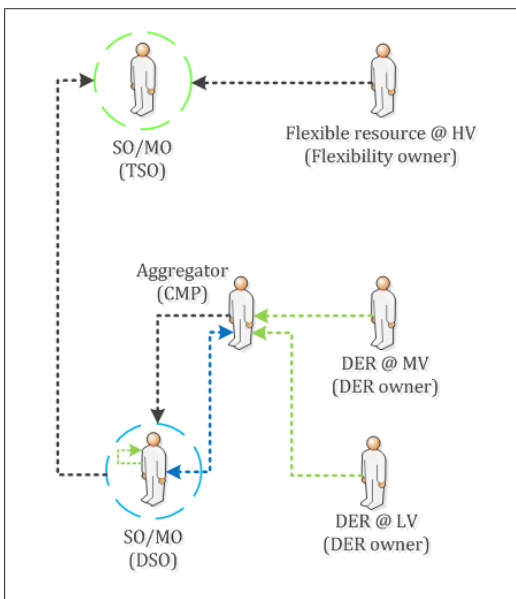 SO/MO
(TSO)
Flexible resource @ HV
(Flexibility owner)
Aggregator
(CMP)
DER @ MV
(DER owner)
SO/MO
(DSO)
DER @ LV
(DER owner)